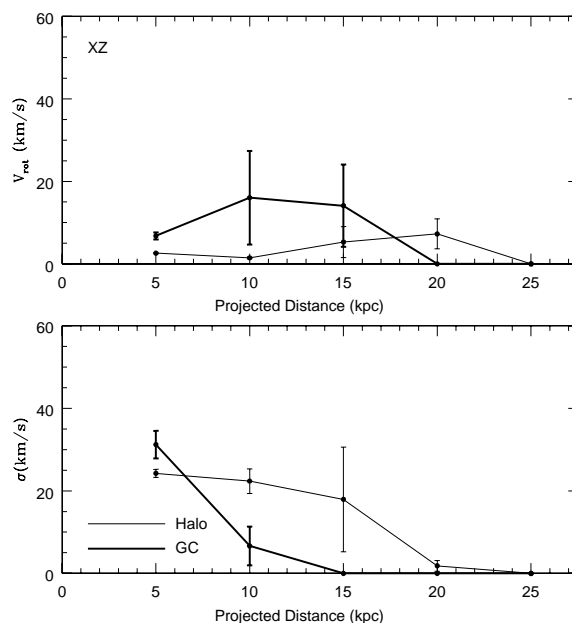 60
XZ
40
V_rot (km/s)
20
0
0 5 10 15 20 25
Projected Distance (kpc)
60
40
σ(km/s)
20
Halo
GC
0
0 5 10 15 20 25
Projected Distance (kpc)